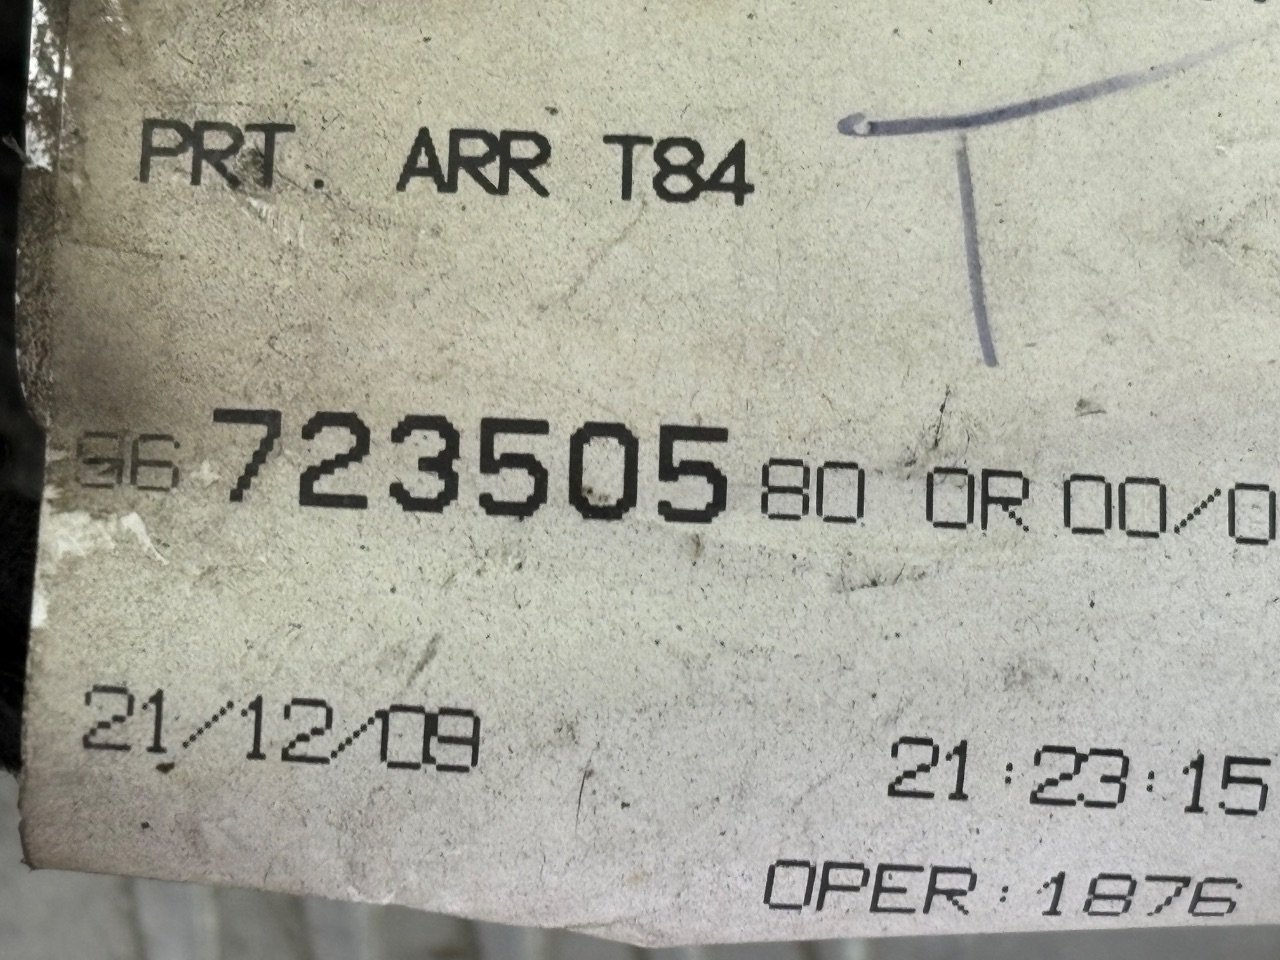 PRT. ARR T84
T
96 723505 80 OR 00/0
21/12/09
21:23:15
OPER:1876